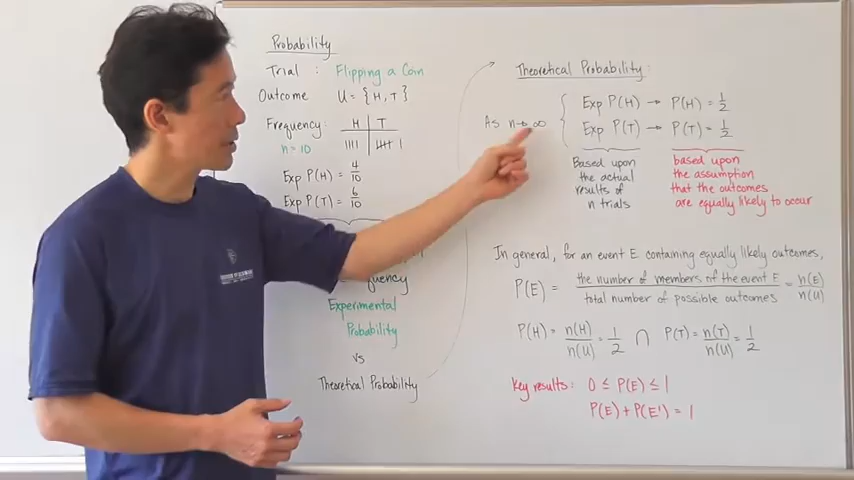 Probability
Trial : Flipping a Coin
Outcome U = {H, T}
Frequency: H T
n = 10 |||| |||| |
Exp P(H) = 4/10
Exp P(T) = 6/10
Frequency
Experimental
Probability
vs
Theoretical Probability
Theoretical Probability:
As n → ∞
Exp P(H) → P(H) = 1/2
Exp P(T) → P(T) = 1/2
Based upon
the actual
results of
n trials
based upon
the assumption
that the outcomes
are equally likely to occur
In general, for an event E containing equally likely outcomes,
P(E) = the number of members of the event E / total number of possible outcomes = n(E)/n(U)
P(H) = n(H)/n(U) = 1/2 ∩ P(T) = n(T)/n(U) = 1/2
Key results: 0 ≤ P(E) ≤ 1
P(E) + P(E') = 1